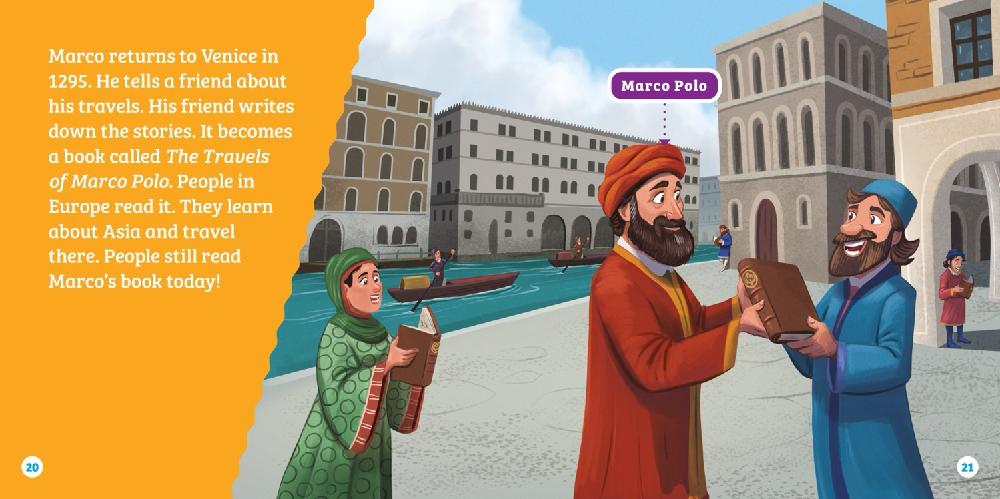 Marco returns to Venice in
1295. He tells a friend about
his travels. His friend writes
down the stories. It becomes
a book called The Travels
of Marco Polo. People in
Europe read it. They learn
about Asia and travel
there. People still read
Marco’s book today!
Marco Polo
20
21